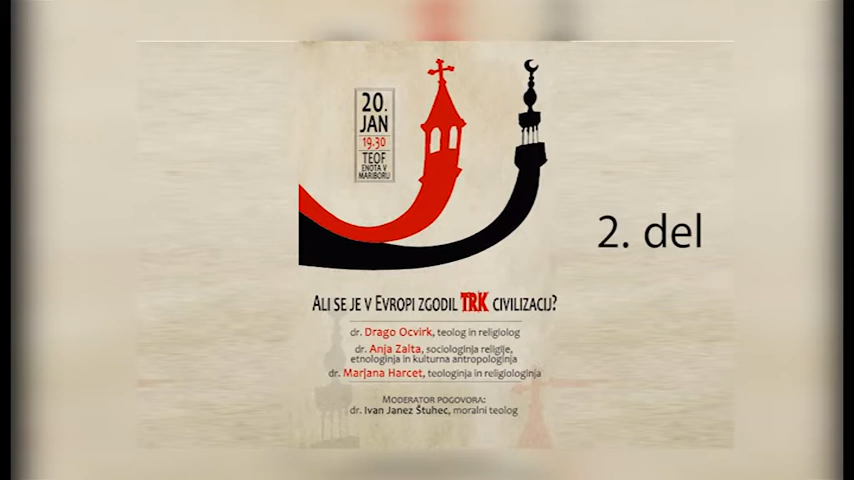 20.
JAN
19.30
TEOF
ENOTA V
MARIBORU
2. del
ALI SE JE V EVROPI ZGODIL TRK CIVILIZACIJ?
dr. Drago Ocvirk, teolog in religiolog
dr. Anja Zalta, sociologinja religije,
etnologinja in kulturna antropologinja
dr. Marjana Harcet, teologinja in religiologinja
MODERATOR POGOVORA:
dr. Ivan Janez Štuhec, moralni teolog